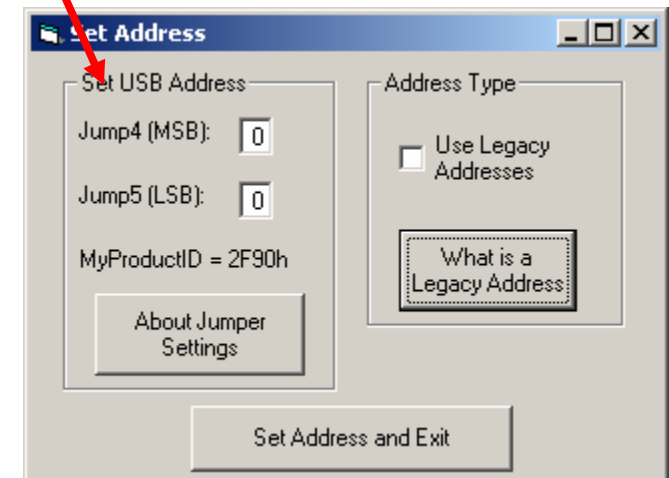 Set Address
Set USB Address
Jump4 (MSB): 0
Jump5 (LSB): 0
MyProductID = 2F90h
About Jumper
Settings
Address Type
Use Legacy
Addresses
What is a
Legacy Address
Set Address and Exit